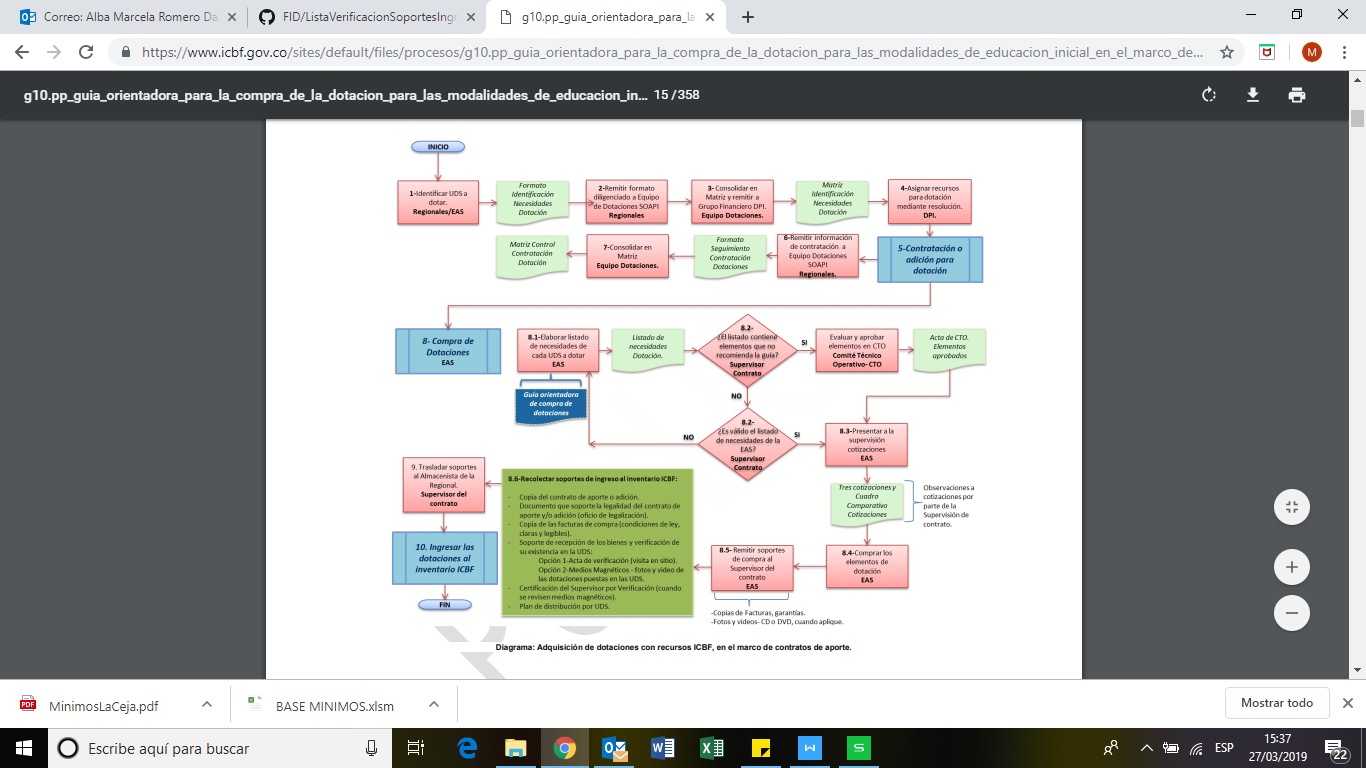 Correo: Alba Marcela Romero Da
FID/ListaVerificacionSoportesIngr
g10.pp_guia_orientadora_para_la
https://www.icbf.gov.co/sites/default/files/procesos/g10.pp_guia_orientadora_para_la_compra_de_la_dotacion_para_las_modalidades_de_educacion_inicial_en_el_marco_de...
M
g10.pp_guia_orientadora_para_la_compra_de_la_dotacion_para_las_modalidades_de_educacion_in...
15 / 358
INICIO
1-Identificar UDS a
dotar.
Regionales/EAS
Formato
Identificación
Necesidades
Dotación
2-Remitir formato
diligenciado a Equipo
de Dotaciones SOAPI
Regionales
3- Consolidar en
Matriz y remitir a
Grupo Financiero DPI.
Equipo Dotaciones.
Matriz
Identificación
Necesidades
Dotación
4-Asignar recursos
para dotación
mediante resolución.
DPI.
Matriz Control
Contratación
Dotación
7-Consolidar en
Matriz
Equipo Dotaciones.
Formato
Seguimiento
Contratación
Dotaciones
6-Remitir información
de contratación a
Equipo Dotaciones
SOAPI
Regionales.
5-Contratación o
adición para
dotación
8- Compra de
Dotaciones
EAS
8.1-Elaborar listado
de necesidades de
cada UDS a dotar
EAS
Listado de
necesidades
Dotación.
8.2-
¿El listado contiene
elementos que no
recomienda la guía?
Supervisor
Contrato
SI
Evaluar y aprobar
elementos en CTO
Comité Técnico
Operativo- CTO
Acta de CTO.
Elementos
aprobados
Guía orientadora
de compra de
dotaciones
NO
8.2-
¿Es válido el listado
de necesidades de la
EAS?
Supervisor
Contrato
NO
SI
8.3-Presentar a la
supervisión
cotizaciones
EAS
9. Trasladar soportes
al Almacenista de la
Regional.
Supervisor del
contrato
8.6-Recolectar soportes de ingreso al inventario ICBF:
- Copia del contrato de aporte o adición.
- Documento que soporte la legalidad del contrato de
aporte y/o adición (oficio de legalización).
- Copia de las facturas de compra (condiciones de ley,
claras y legibles).
- Soporte de recepción de los bienes y verificación de
su existencia en la UDS:
Opción 1-Acta de verificación (visita en sitio).
Opción 2-Medios Magnéticos - fotos y video de
las dotaciones puestas en las UDS.
- Certificación del Supervisor por Verificación (cuando
se revisen medios magnéticos).
- Plan de distribución por UDS.
Tres cotizaciones y
Cuadro
Comparativo
Cotizaciones
Observaciones a
cotizaciones por
parte de la
Supervisión de
contrato.
10. Ingresar las
dotaciones al
inventario ICBF
8.5- Remitir soportes
de compra al
Supervisor del
contrato
EAS
8.4-Comprar los
elementos de
dotación
EAS
FIN
-Copias de Facturas, garantías.
-Fotos y videos- CD o DVD, cuando aplique.
Diagrama: Adquisición de dotaciones con recursos ICBF, en el marco de contratos de aporte.
PDF
MinimosLaCeja.pdf
BASE MINIMOS.xlsm
Mostrar todo
Escribe aquí para buscar
ESP
15:37
27/03/2019
22